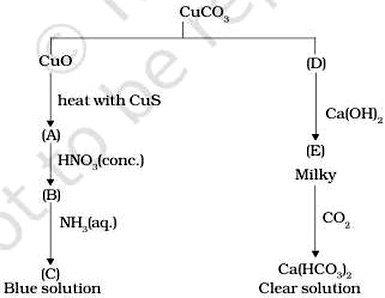 CuCO₃
CuO
(D)
heat with CuS
Ca(OH)₂
(A)
(E)
HNO₃(conc.)
Milky
(B)
CO₂
NH₃(aq.)
(C)
Ca(HCO₃)₂
Blue solution
Clear solution